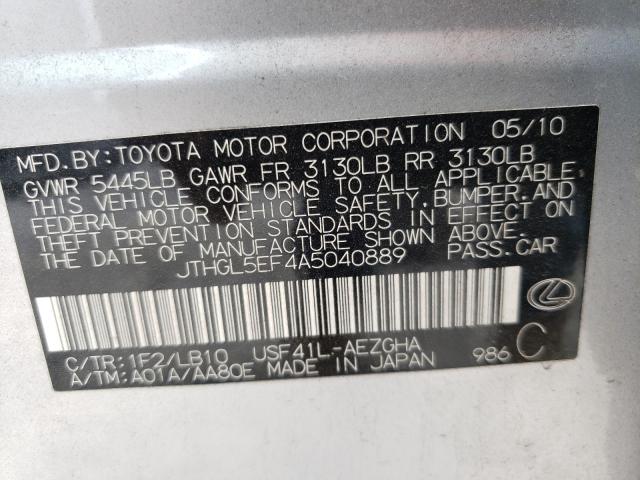 MFD.BY:TOYOTA MOTOR CORPORATION 05/10
GVWR 5445LB GAWR FR 3130LB RR 3130LB
THIS VEHICLE CONFORMS TO ALL APPLICABLE
FEDERAL MOTOR VEHICLE SAFETY,BUMPER,AND
THEFT PREVENTION STANDARDS IN EFFECT ON
THE DATE OF MANUFACTURE SHOWN ABOVE.
JTHGL5EF4A5040889 PASS.CAR
C/TR:1F2/LB10 USF41L-AEZGHA
A/TM:A01A/AA80E MADE IN JAPAN 986 C